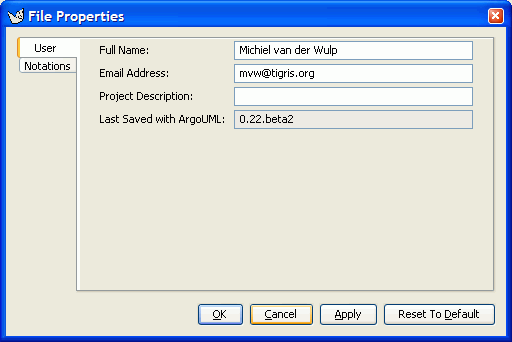 File Properties
User
Notations
Full Name: Michiel van der Wulp
Email Address: mvw@tigris.org
Project Description:
Last Saved with ArgoUML: 0.22.beta2
OK Cancel Apply Reset To Default